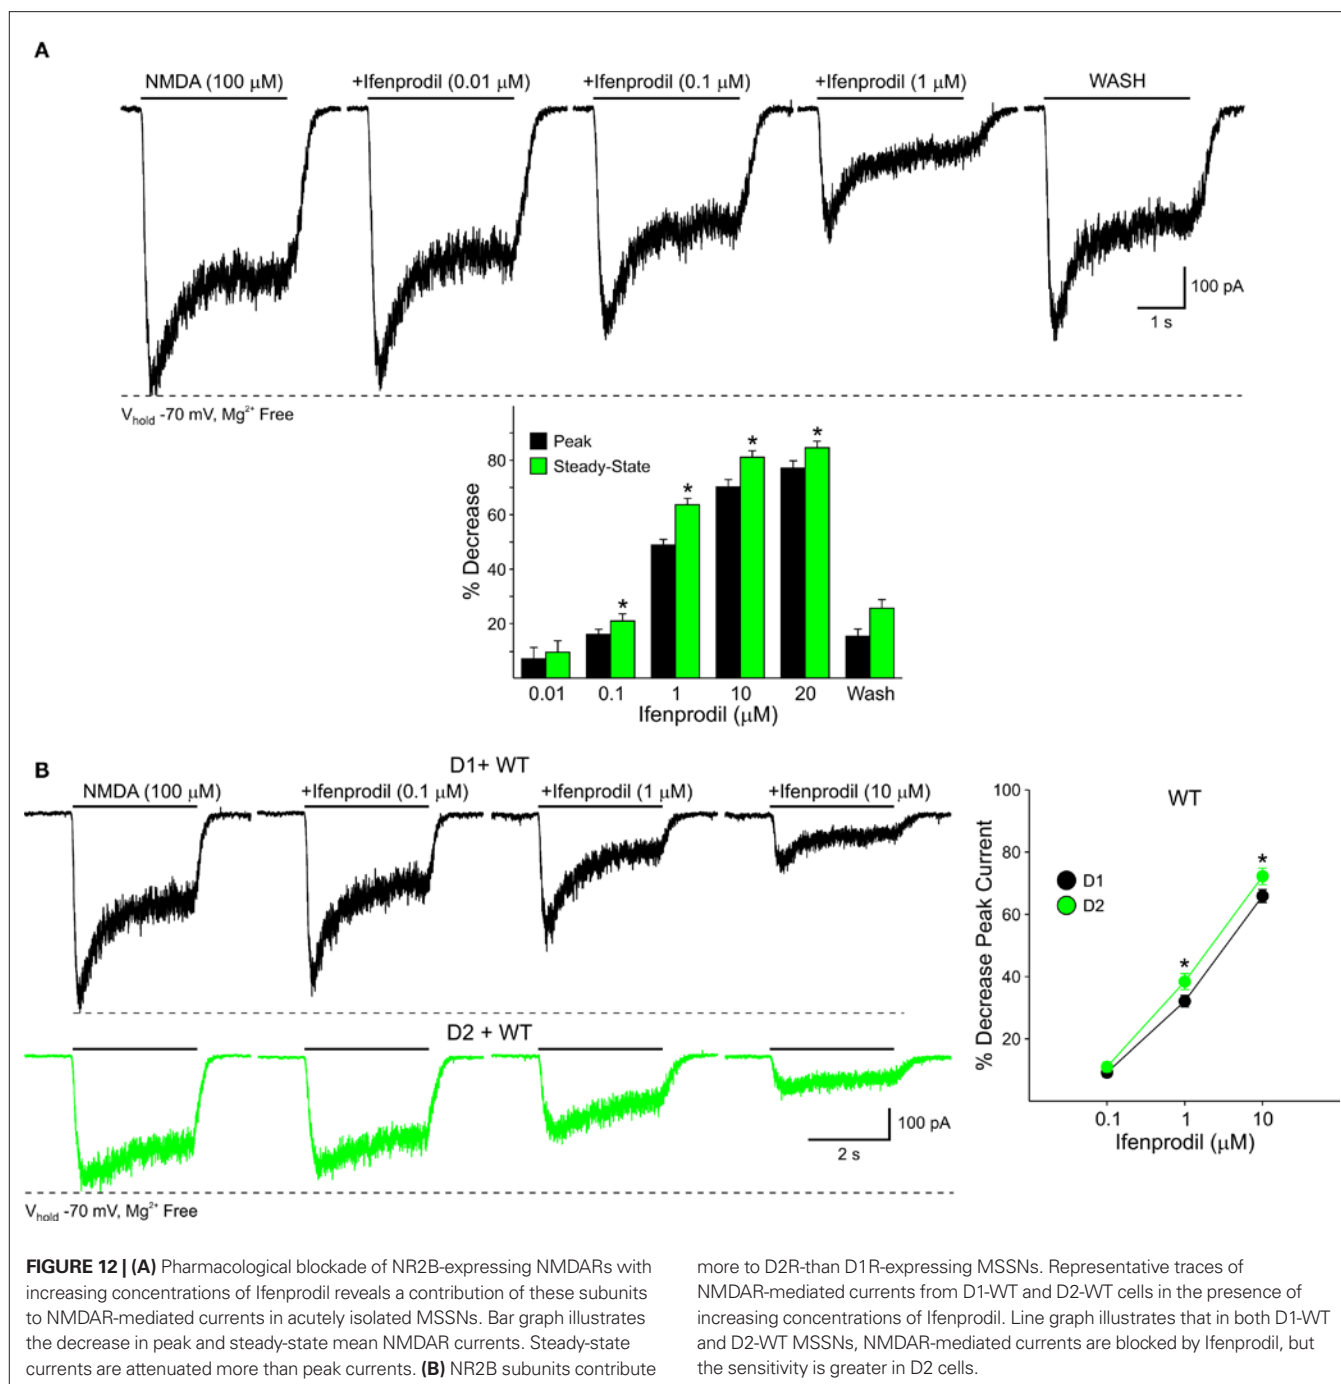 A
NMDA (100 μM)
+Ifenprodil (0.01 μM)
+Ifenprodil (0.1 μM)
+Ifenprodil (1 μM)
WASH
100 pA
1 s
Vhold -70 mV, Mg2+ Free
Peak
Steady-State
% Decrease
80
60
40
20
* * * *
0.01 0.1 1 10 20 Wash
Ifenprodil (μM)
B
D1+ WT
NMDA (100 μM)
+Ifenprodil (0.1 μM)
+Ifenprodil (1 μM)
+Ifenprodil (10 μM)
D2 + WT
100 pA
2 s
Vhold -70 mV, Mg2+ Free
WT
D1
D2
% Decrease Peak Current
100
80
60
40
20
* *
0.1 1 10
Ifenprodil (μM)
FIGURE 12 | (A) Pharmacological blockade of NR2B-expressing NMDARs with
increasing concentrations of Ifenprodil reveals a contribution of these subunits
to NMDAR-mediated currents in acutely isolated MSSNs. Bar graph illustrates
the decrease in peak and steady-state mean NMDAR currents. Steady-state
currents are attenuated more than peak currents. (B) NR2B subunits contribute
more to D2R-than D1R-expressing MSSNs. Representative traces of
NMDAR-mediated currents from D1-WT and D2-WT cells in the presence of
increasing concentrations of Ifenprodil. Line graph illustrates that in both D1-WT
and D2-WT MSSNs, NMDAR-mediated currents are blocked by Ifenprodil, but
the sensitivity is greater in D2 cells.